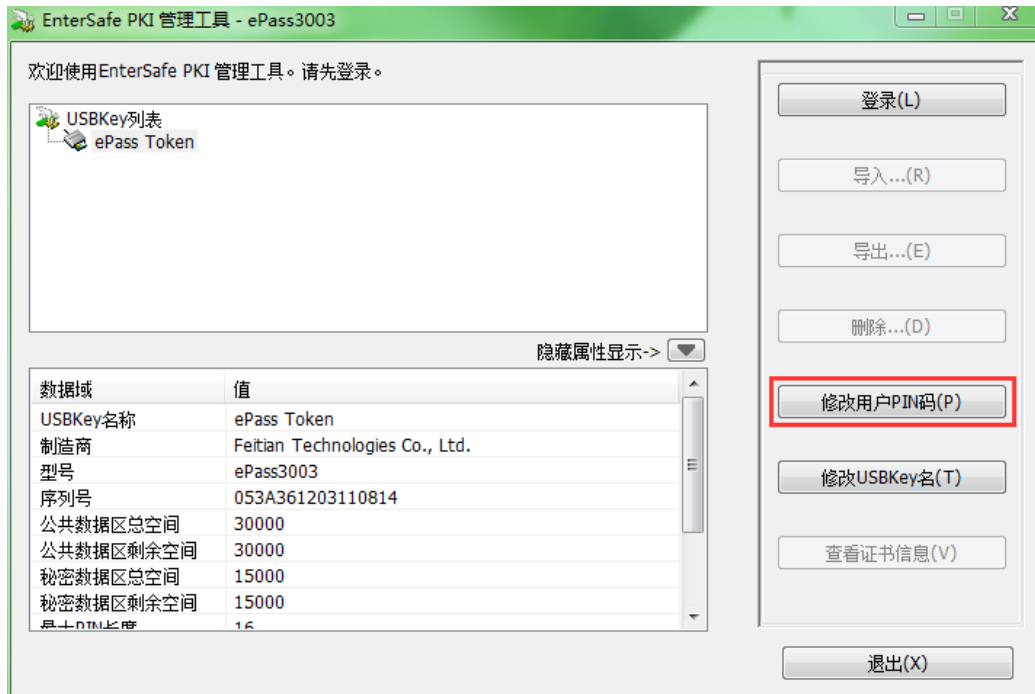 EnterSafe PKI 管理工具 - ePass3003
欢迎使用EnterSafe PKI 管理工具。请先登录。
USBKey列表
ePass Token
隐藏属性显示->
数据域 值
USBKey名称 ePass Token
制造商 Feitian Technologies Co., Ltd.
型号 ePass3003
序列号 053A361203110814
公共数据区总空间 30000
公共数据区剩余空间 30000
秘密数据区总空间 15000
秘密数据区剩余空间 15000
最大PIN长度 16
登录(L)
导入...(R)
导出...(E)
删除...(D)
修改用户PIN码(P)
修改USBKey名(T)
查看证书信息(V)
退出(X)